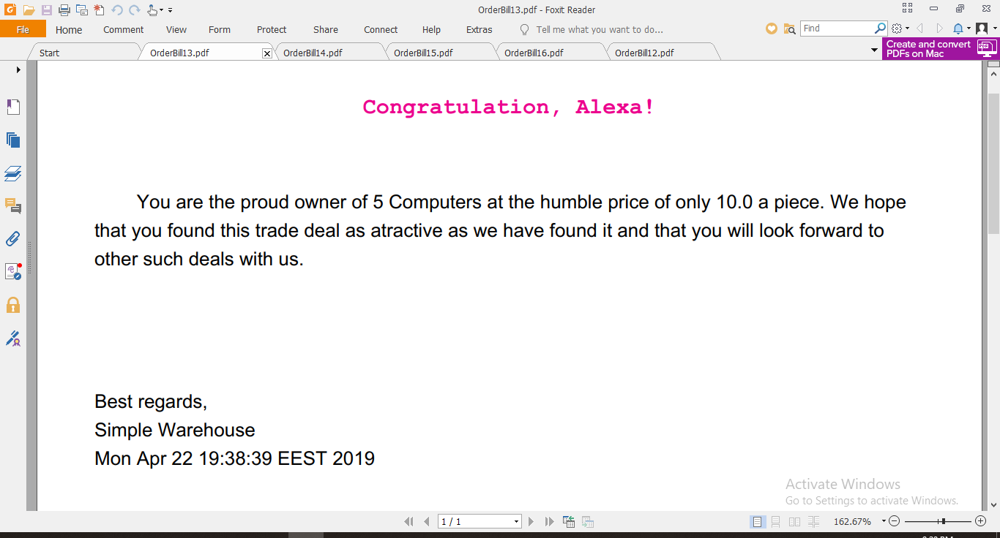 OrderBill13.pdf - Foxit Reader
File Home Comment View Form Protect Share Connect Help Extras Tell me what you want to do... Find
Start OrderBill13.pdf OrderBill14.pdf OrderBill15.pdf OrderBill16.pdf OrderBill12.pdf
Create and convert
PDFs on Mac
Congratulation, Alexa!
You are the proud owner of 5 Computers at the humble price of only 10.0 a piece. We hope
that you found this trade deal as atractive as we have found it and that you will look forward to
other such deals with us.
Best regards,
Simple Warehouse
Mon Apr 22 19:38:39 EEST 2019
Activate Windows
Go to Settings to activate Windows.
1 / 1 162.67%